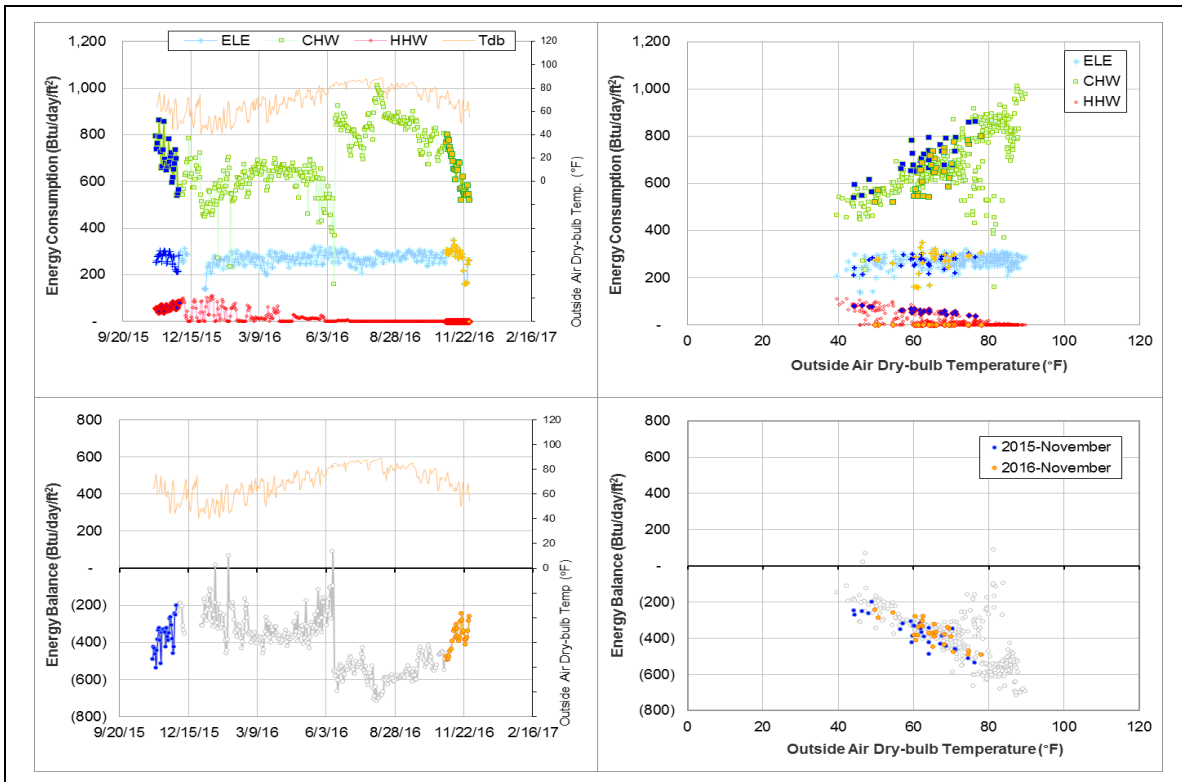 ELE CHW HHW Tdb
Energy Consumption (Btu/day/ft²)
1,200
1,000
800
600
400
200
-
120
100
80
60
40
20
0
Outside Air Dry-bulb Temp. (°F)
9/20/15 12/15/15 3/9/16 6/3/16 8/28/16 11/22/16 2/16/17
Energy Consumption (Btu/day/ft²)
1,200
1,000
800
600
400
200
-
ELE
CHW
HHW
0 20 40 60 80 100 120
Outside Air Dry-bulb Temperature (°F)
Energy Balance (Btu/day/ft²)
800
600
400
200
-
(200)
(400)
(600)
(800)
120
100
80
60
40
20
0
Outside Air Dry-bulb Temp (°F)
9/20/15 12/15/15 3/9/16 6/3/16 8/28/16 11/22/16 2/16/17
Energy Balance (Btu/day/ft²)
800
600
400
200
-
(200)
(400)
(600)
(800)
2015-November
2016-November
0 20 40 60 80 100 120
Outside Air Dry-bulb Temperature (°F)